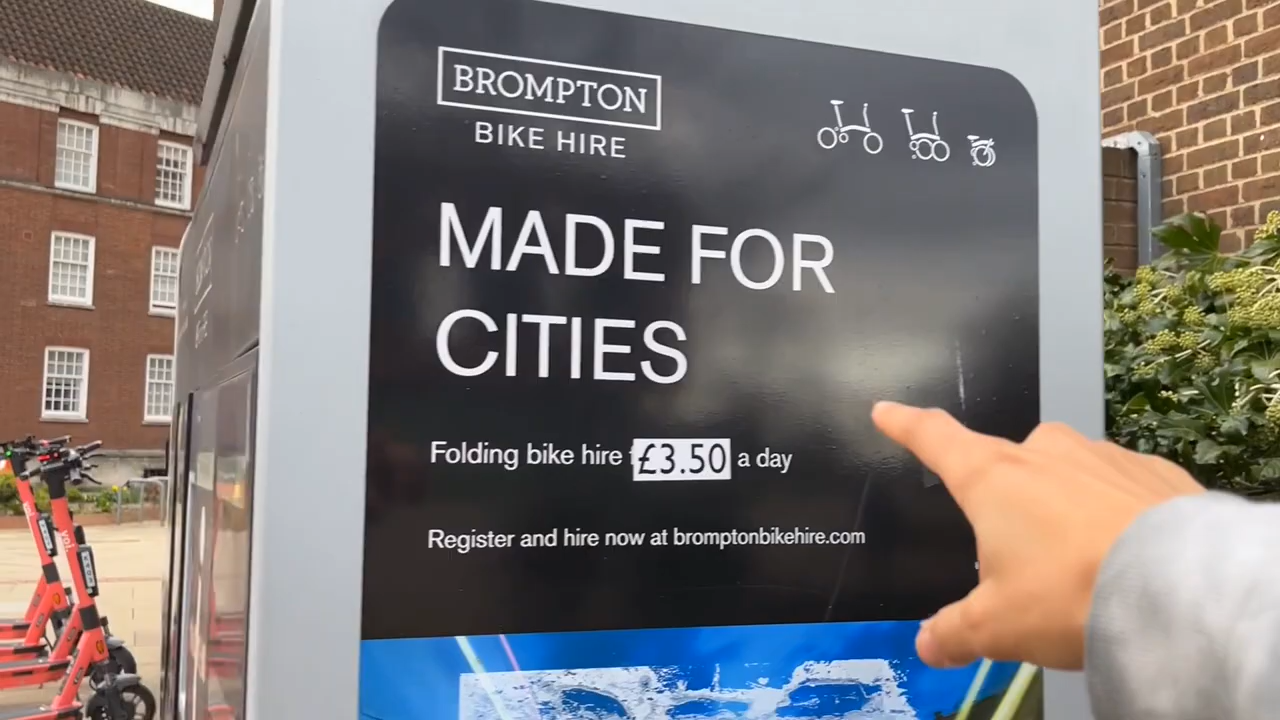 BROMPTON
BIKE HIRE
MADE FOR
CITIES
Folding bike hire £3.50 a day
Register and hire now at bromptonbikehire.com